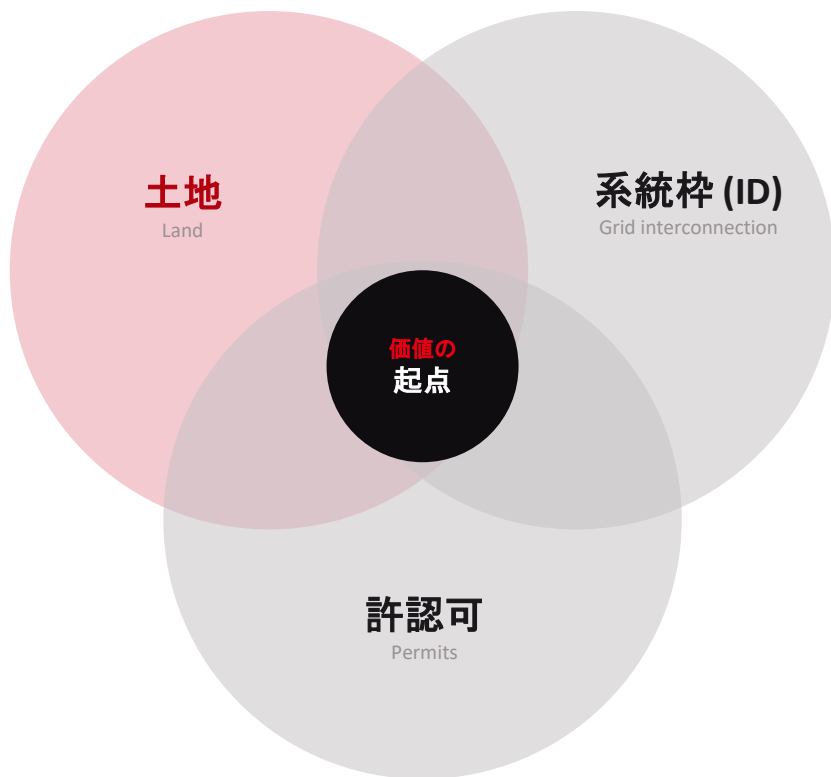 土地
Land
系統枠 (ID)
Grid interconnection
価値の
起点
許認可
Permits